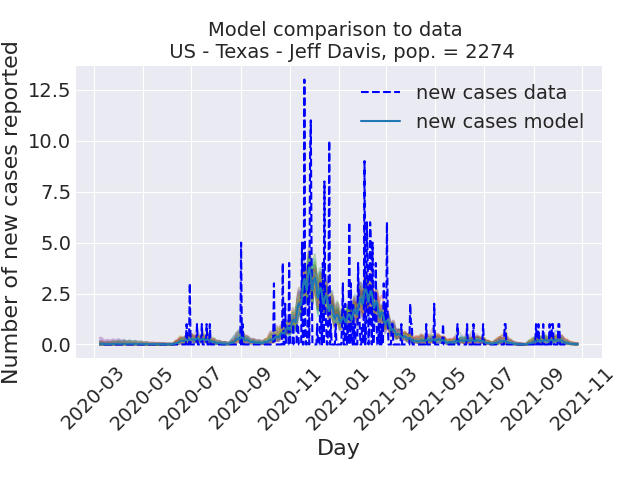 Model comparison to data
US - Texas - Jeff Davis, pop. = 2274
Number of new cases reported
12.5
10.0
7.5
5.0
2.5
0.0
new cases data
new cases model
2020-03
2020-05
2020-07
2020-09
2020-11
2021-01
2021-03
2021-05
2021-07
2021-09
2021-11
Day